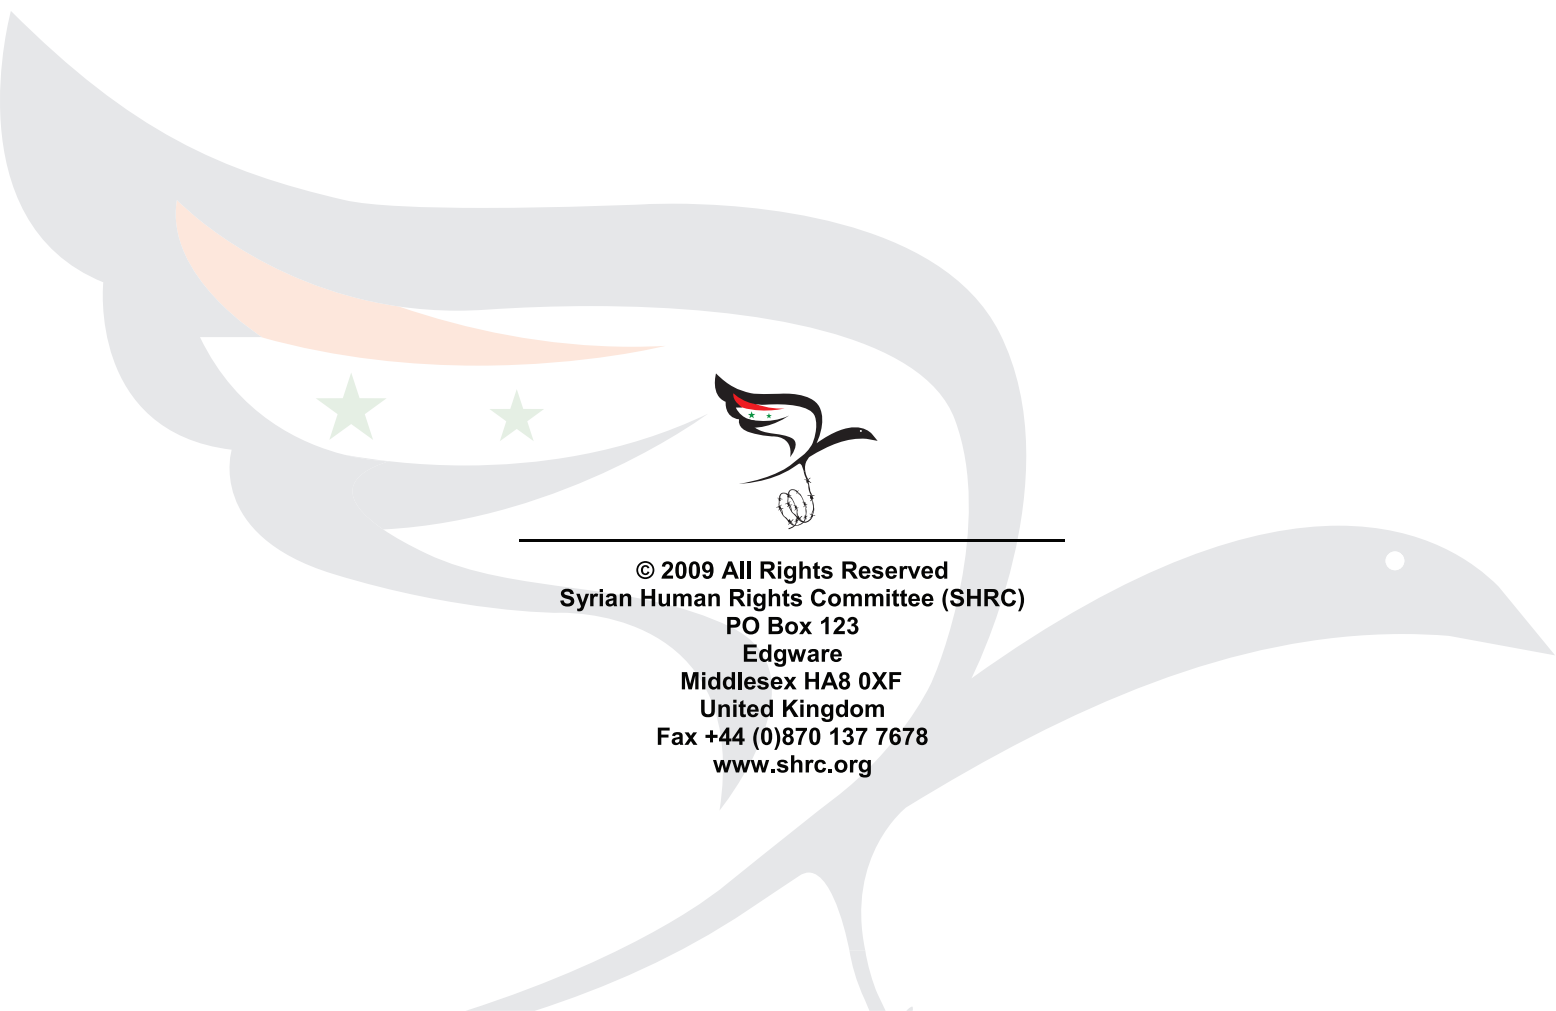 © 2009 All Rights Reserved
Syrian Human Rights Committee (SHRC)
PO Box 123
Edgware
Middlesex HA8 0XF
United Kingdom
Fax +44 (0)870 137 7678
www.shrc.org